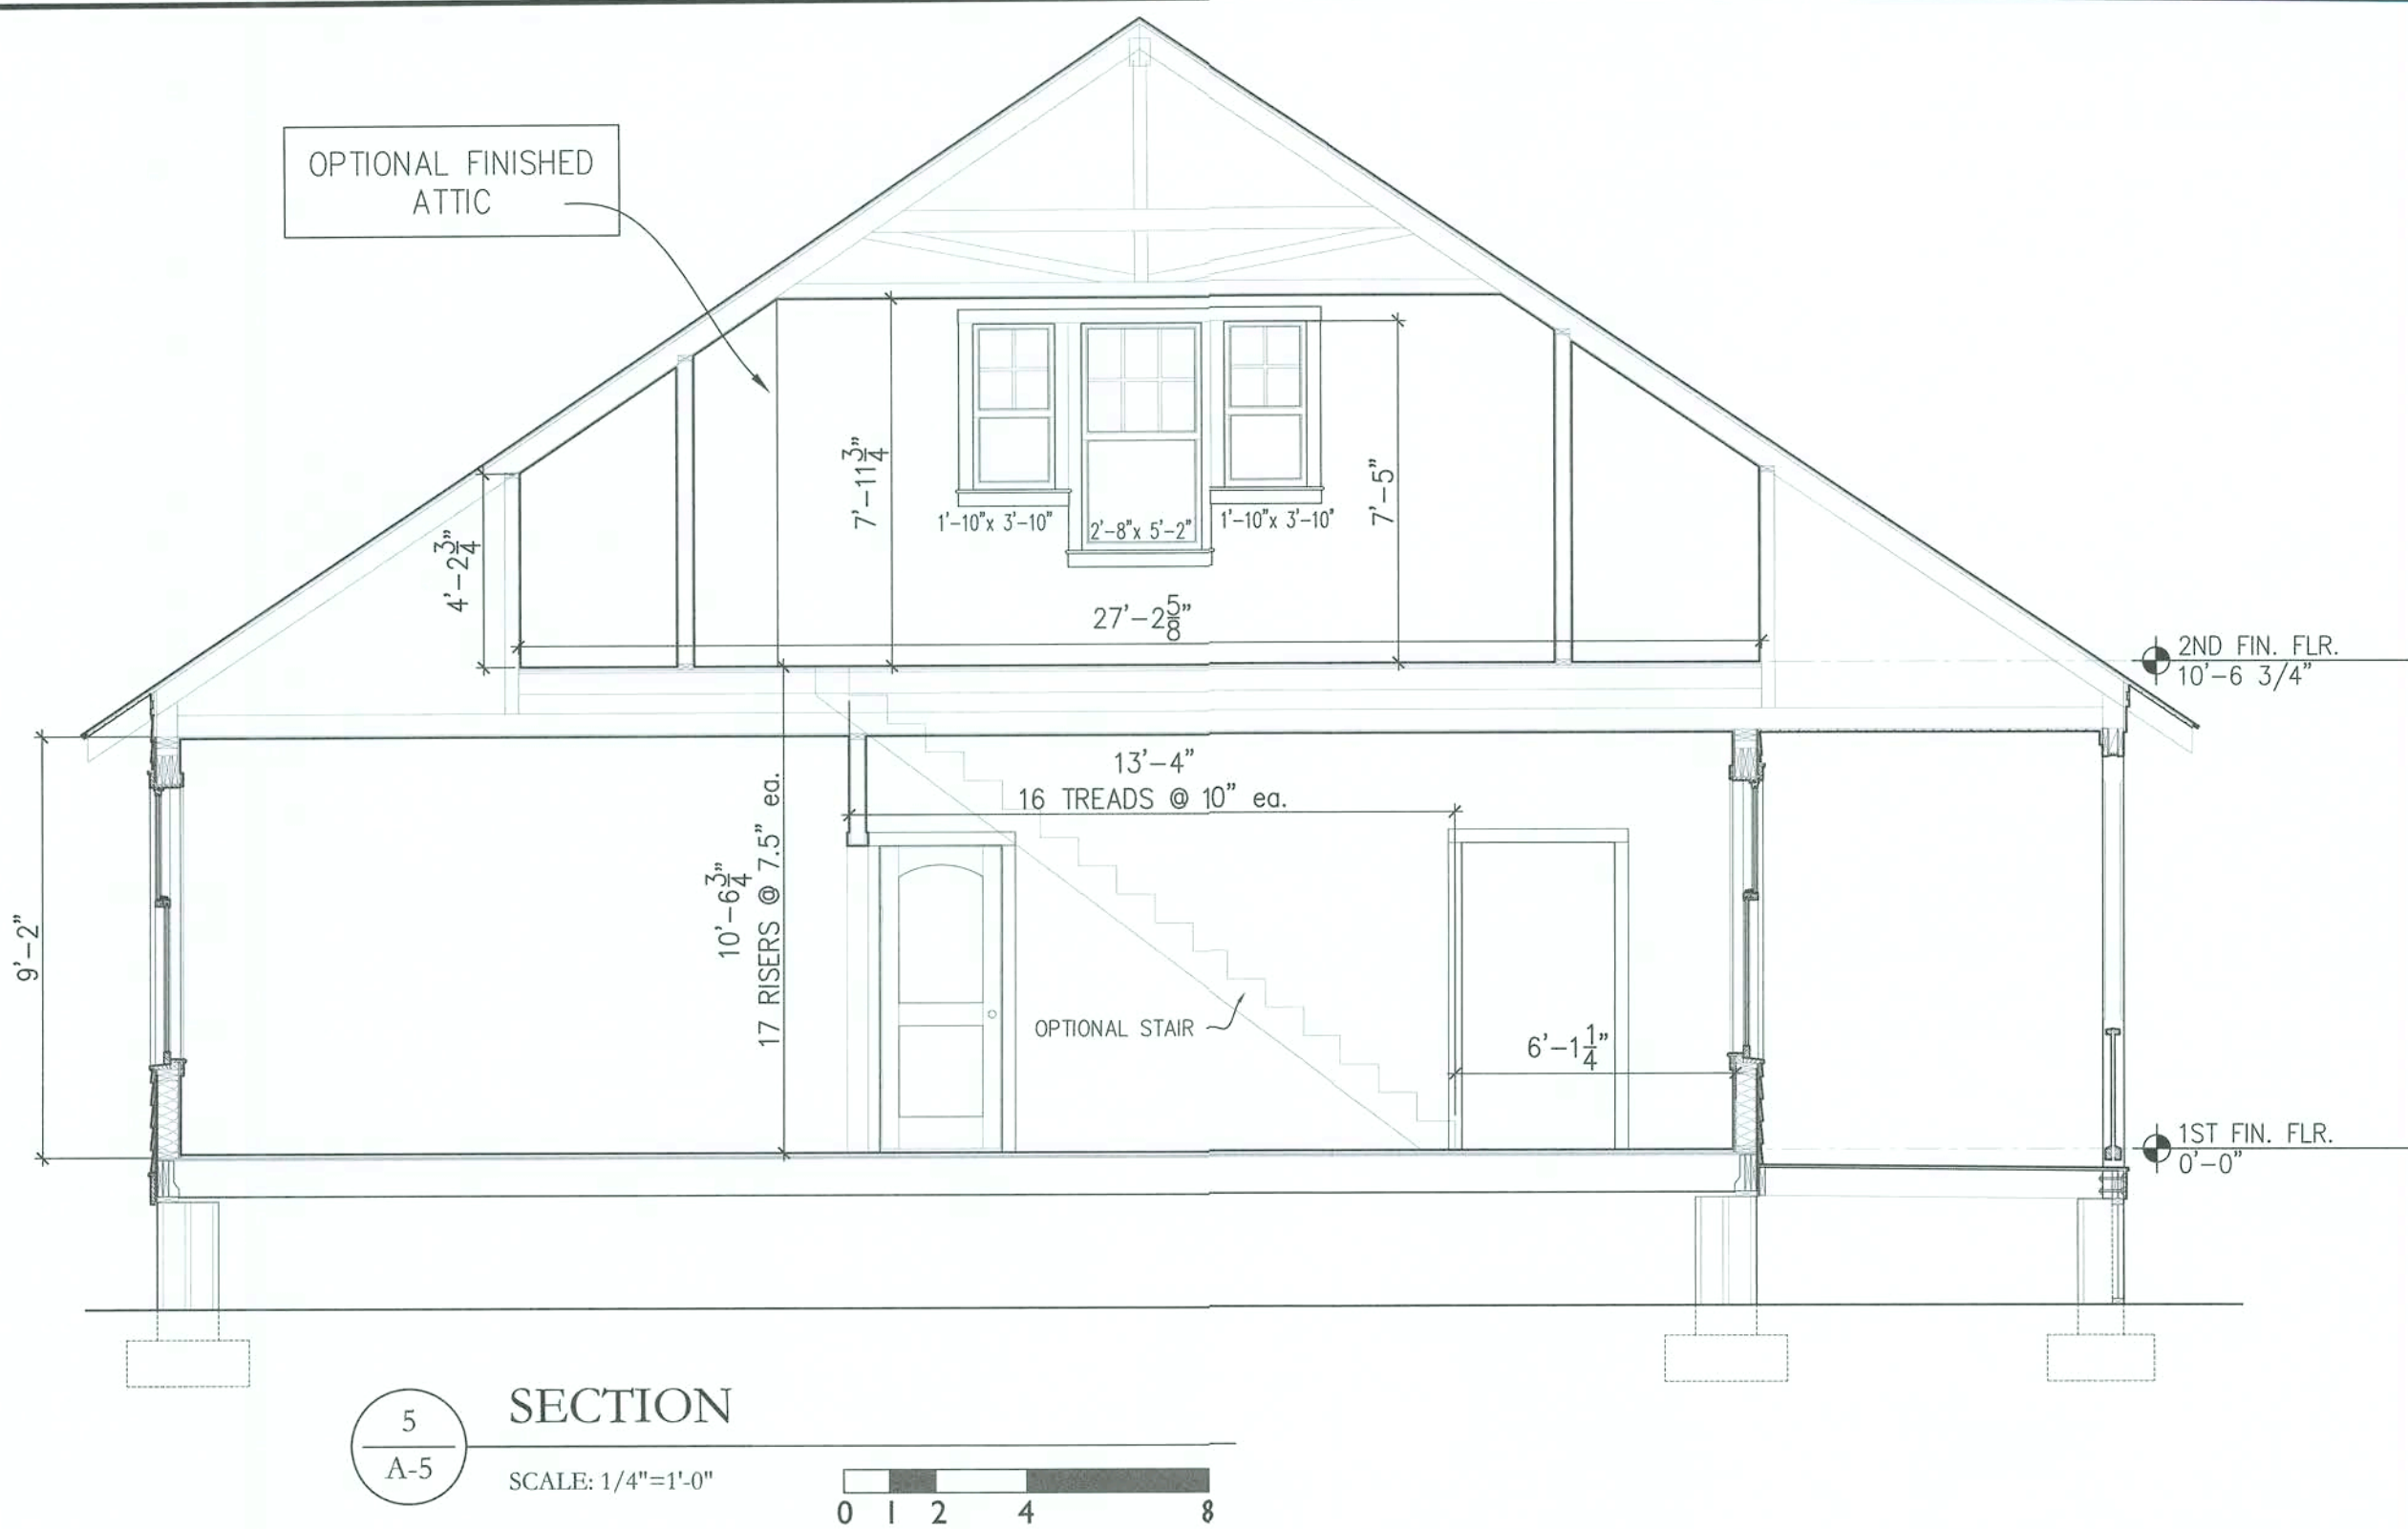 OPTIONAL FINISHED
ATTIC
7'-11 3/4"
7'-5"
4'-2 3/4"
1'-10"x 3'-10"
2'-8"x 5'-2"
1'-10"x 3'-10"
27'-2 5/8"
2ND FIN. FLR.
10'-6 3/4"
13'-4"
16 TREADS @ 10" ea.
10'-6 3/4"
17 RISERS @ 7.5" ea.
9'-2"
OPTIONAL STAIR
6'-1 1/4"
1ST FIN. FLR.
0'-0"
5
A-5
SECTION
SCALE: 1/4"=1'-0"
0 1 2 4 8